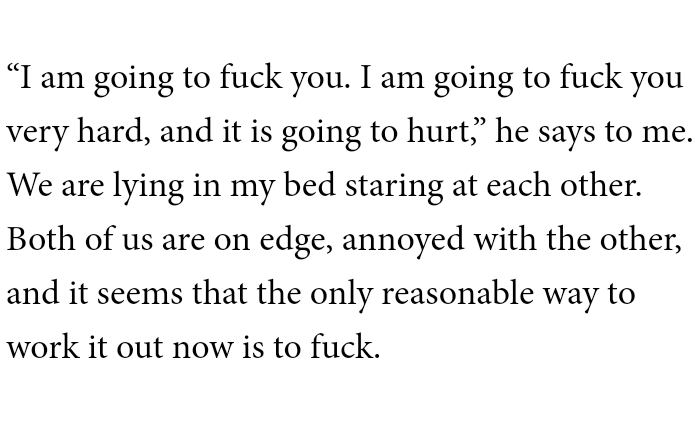 “I am going to fuck you. I am going to fuck you
very hard, and it is going to hurt,” he says to me.
We are lying in my bed staring at each other.
Both of us are on edge, annoyed with the other,
and it seems that the only reasonable way to
work it out now is to fuck.